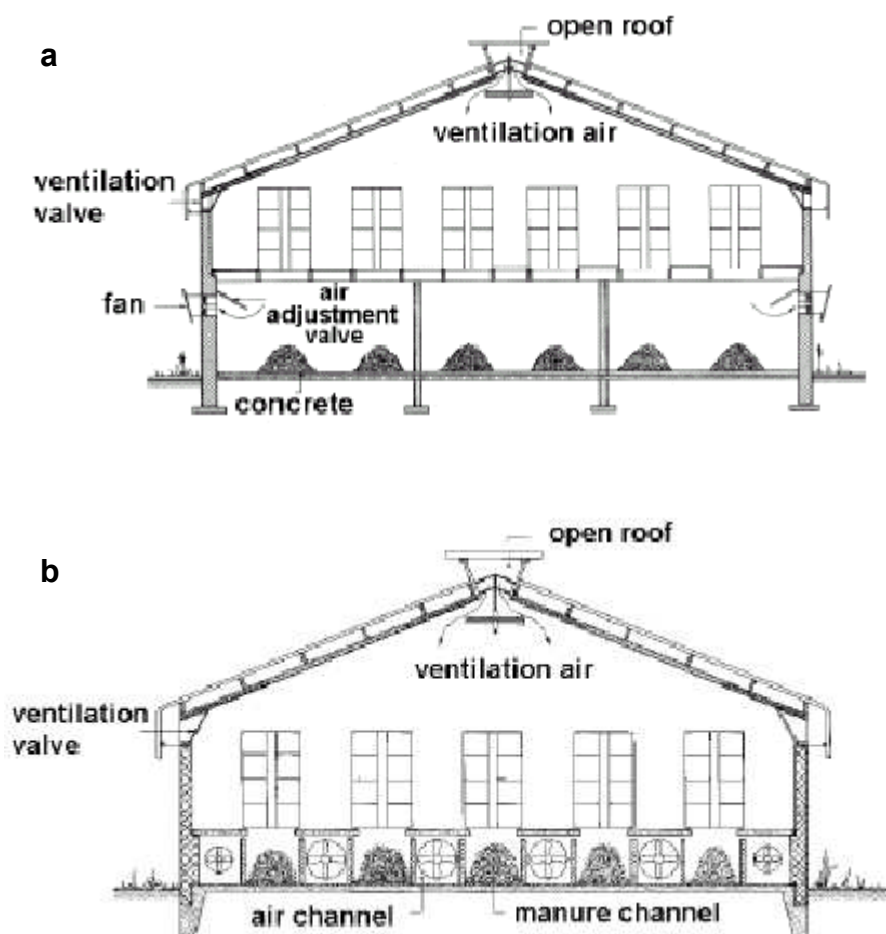 a
open roof
ventilation air
ventilation
valve
fan
air
adjustment
valve
concrete
b
open roof
ventilation air
ventilation
valve
air channel
manure channel